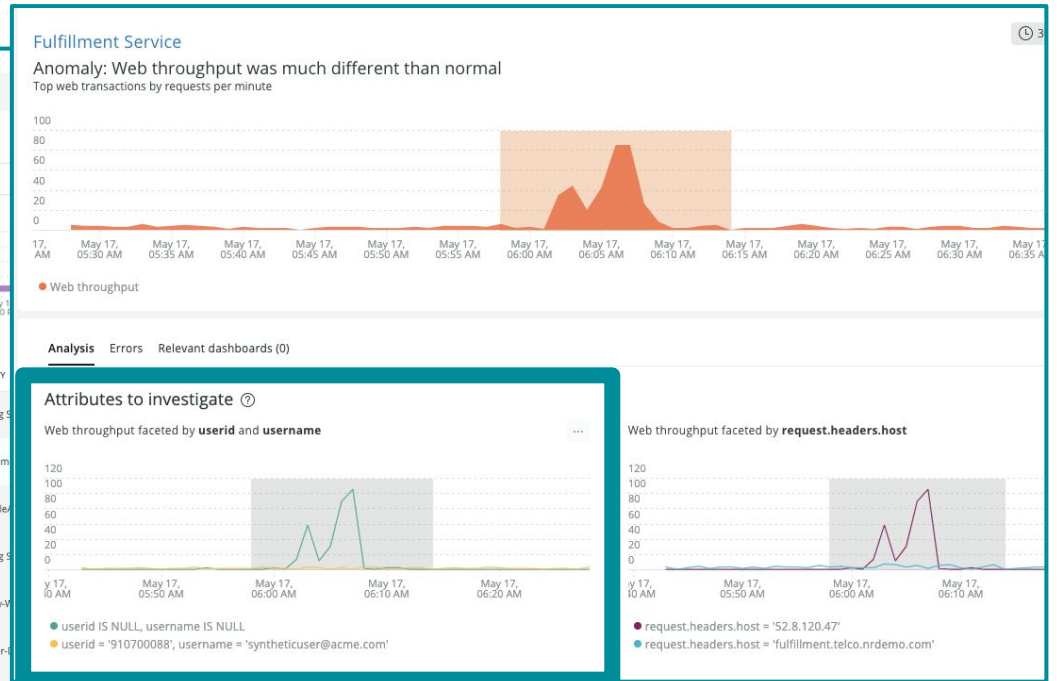 Fulfillment Service
3
Anomaly: Web throughput was much different than normal
Top web transactions by requests per minute
100
80
60
40
20
0
17, May 17, May 17, May 17, May 17, May 17, May 17, May 17, May 17, May 17, May 17, May 17, May 17, May 17, May 1
AM 05:30 AM 05:35 AM 05:40 AM 05:45 AM 05:50 AM 05:55 AM 06:00 AM 06:05 AM 06:10 AM 06:15 AM 06:20 AM 06:25 AM 06:30 AM 06:35 A
Web throughput
Analysis Errors Relevant dashboards (0)
Attributes to investigate ?
Web throughput faceted by userid and username ...
120
100
80
60
40
20
0
y 17, May 17, May 17, May 17, May 17,
0 AM 05:50 AM 06:00 AM 06:10 AM 06:20 AM
userid IS NULL, username IS NULL
userid = '910700088', username = 'syntheticuser@acme.com'
Web throughput faceted by request.headers.host
120
100
80
60
40
20
0
y 17, May 17, May 17, May 17,
0 AM 05:50 AM 06:00 AM 06:10 AM
request.headers.host = '52.8.120.47'
request.headers.host = 'fulfillment.telco.nrdemo.com'